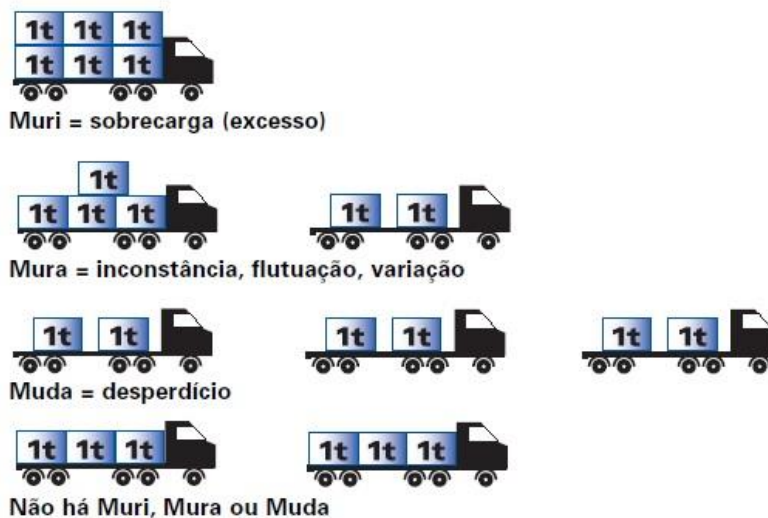 1t 1t 1t
1t 1t 1t
Muri = sobrecarga (excesso)
1t
1t 1t 1t 1t 1t
Mura = inconstância, flutuação, variação
1t 1t 1t 1t 1t 1t
Muda = desperdício
1t 1t 1t 1t 1t 1t
Não há Muri, Mura ou Muda